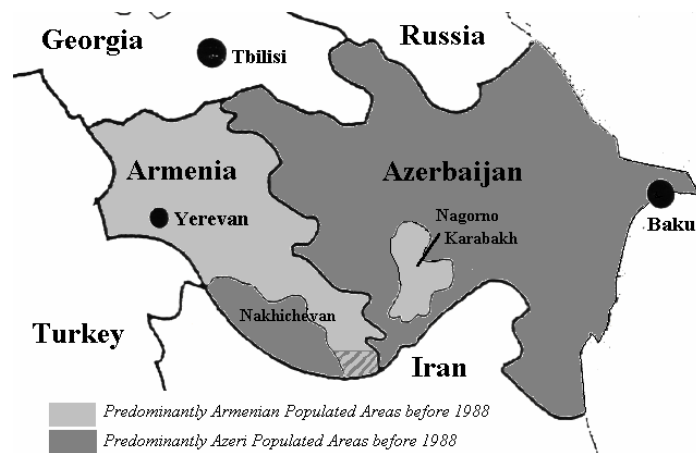 Georgia
Russia
Tbilisi
Armenia
Azerbaijan
Nagorno
Karabakh
Yerevan
Baku
Nakhichevan
Turkey
Iran
Predominantly Armenian Populated Areas before 1988
Predominantly Azeri Populated Areas before 1988